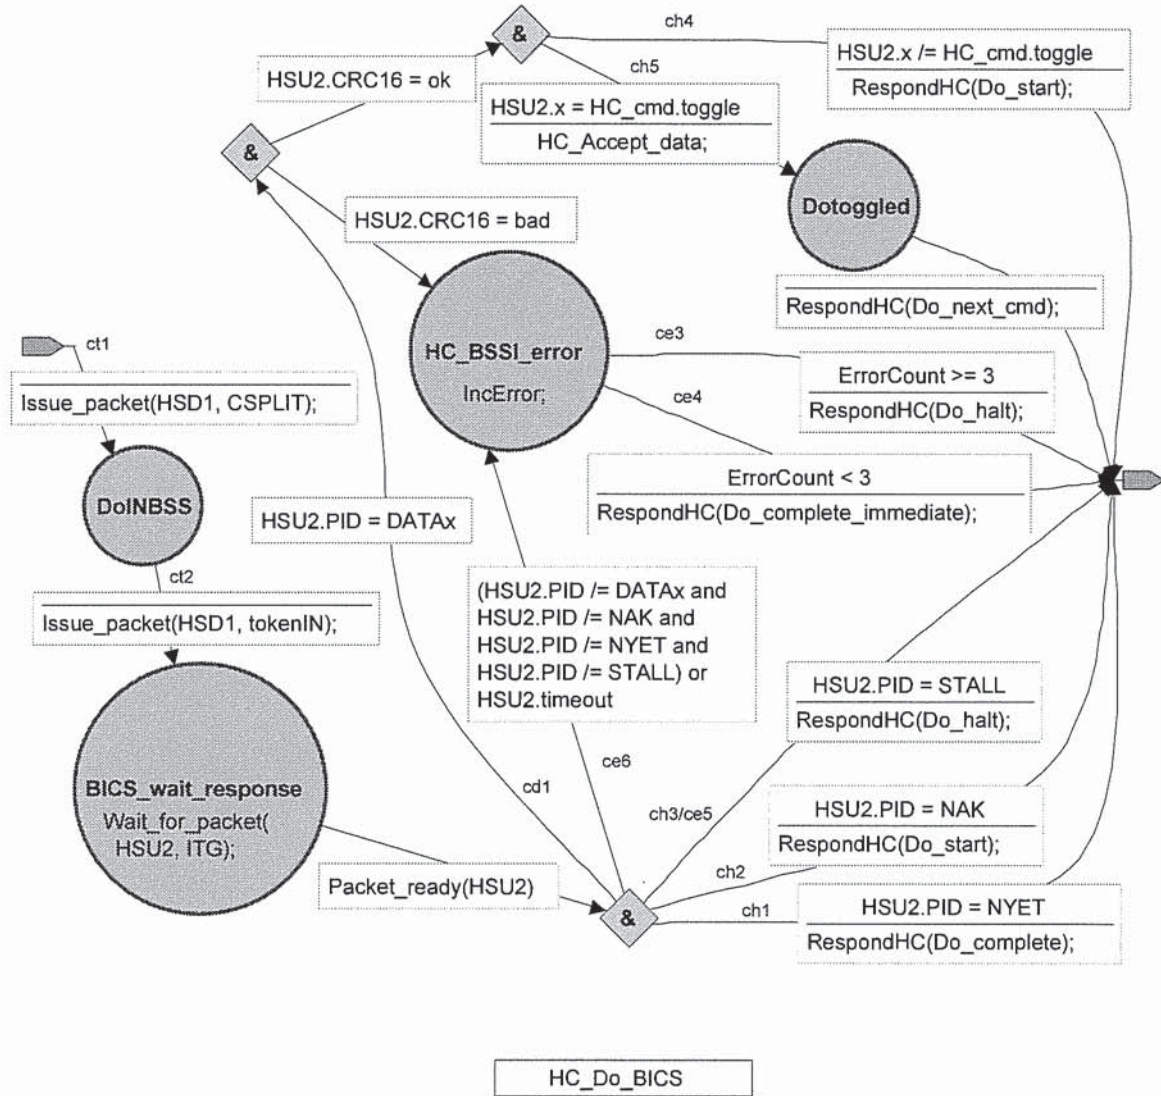 &
ch4
HSU2.x /= HC_cmd.toggle
RespondHC(Do_start);
HSU2.CRC16 = ok
ch5
HSU2.x = HC_cmd.toggle
HC_Accept_data;
&
Dotoggled
HSU2.CRC16 = bad
RespondHC(Do_next_cmd);
ct1
Issue_packet(HSD1, CSPLIT);
HC_BSSI_error
IncError;
ce3
ErrorCount >= 3
RespondHC(Do_halt);
ce4
ErrorCount < 3
RespondHC(Do_complete_immediate);
DoINBSS
HSU2.PID = DATAx
ct2
Issue_packet(HSD1, tokenIN);
(HSU2.PID /= DATAx and
HSU2.PID /= NAK and
HSU2.PID /= NYET and
HSU2.PID /= STALL) or
HSU2.timeout
HSU2.PID = STALL
RespondHC(Do_halt);
BICS_wait_response
Wait_for_packet(
HSU2, ITG);
cd1
ce6
ch3/ce5
HSU2.PID = NAK
RespondHC(Do_start);
Packet_ready(HSU2)
ch2
&
ch1
HSU2.PID = NYET
RespondHC(Do_complete);
HC_Do_BICS